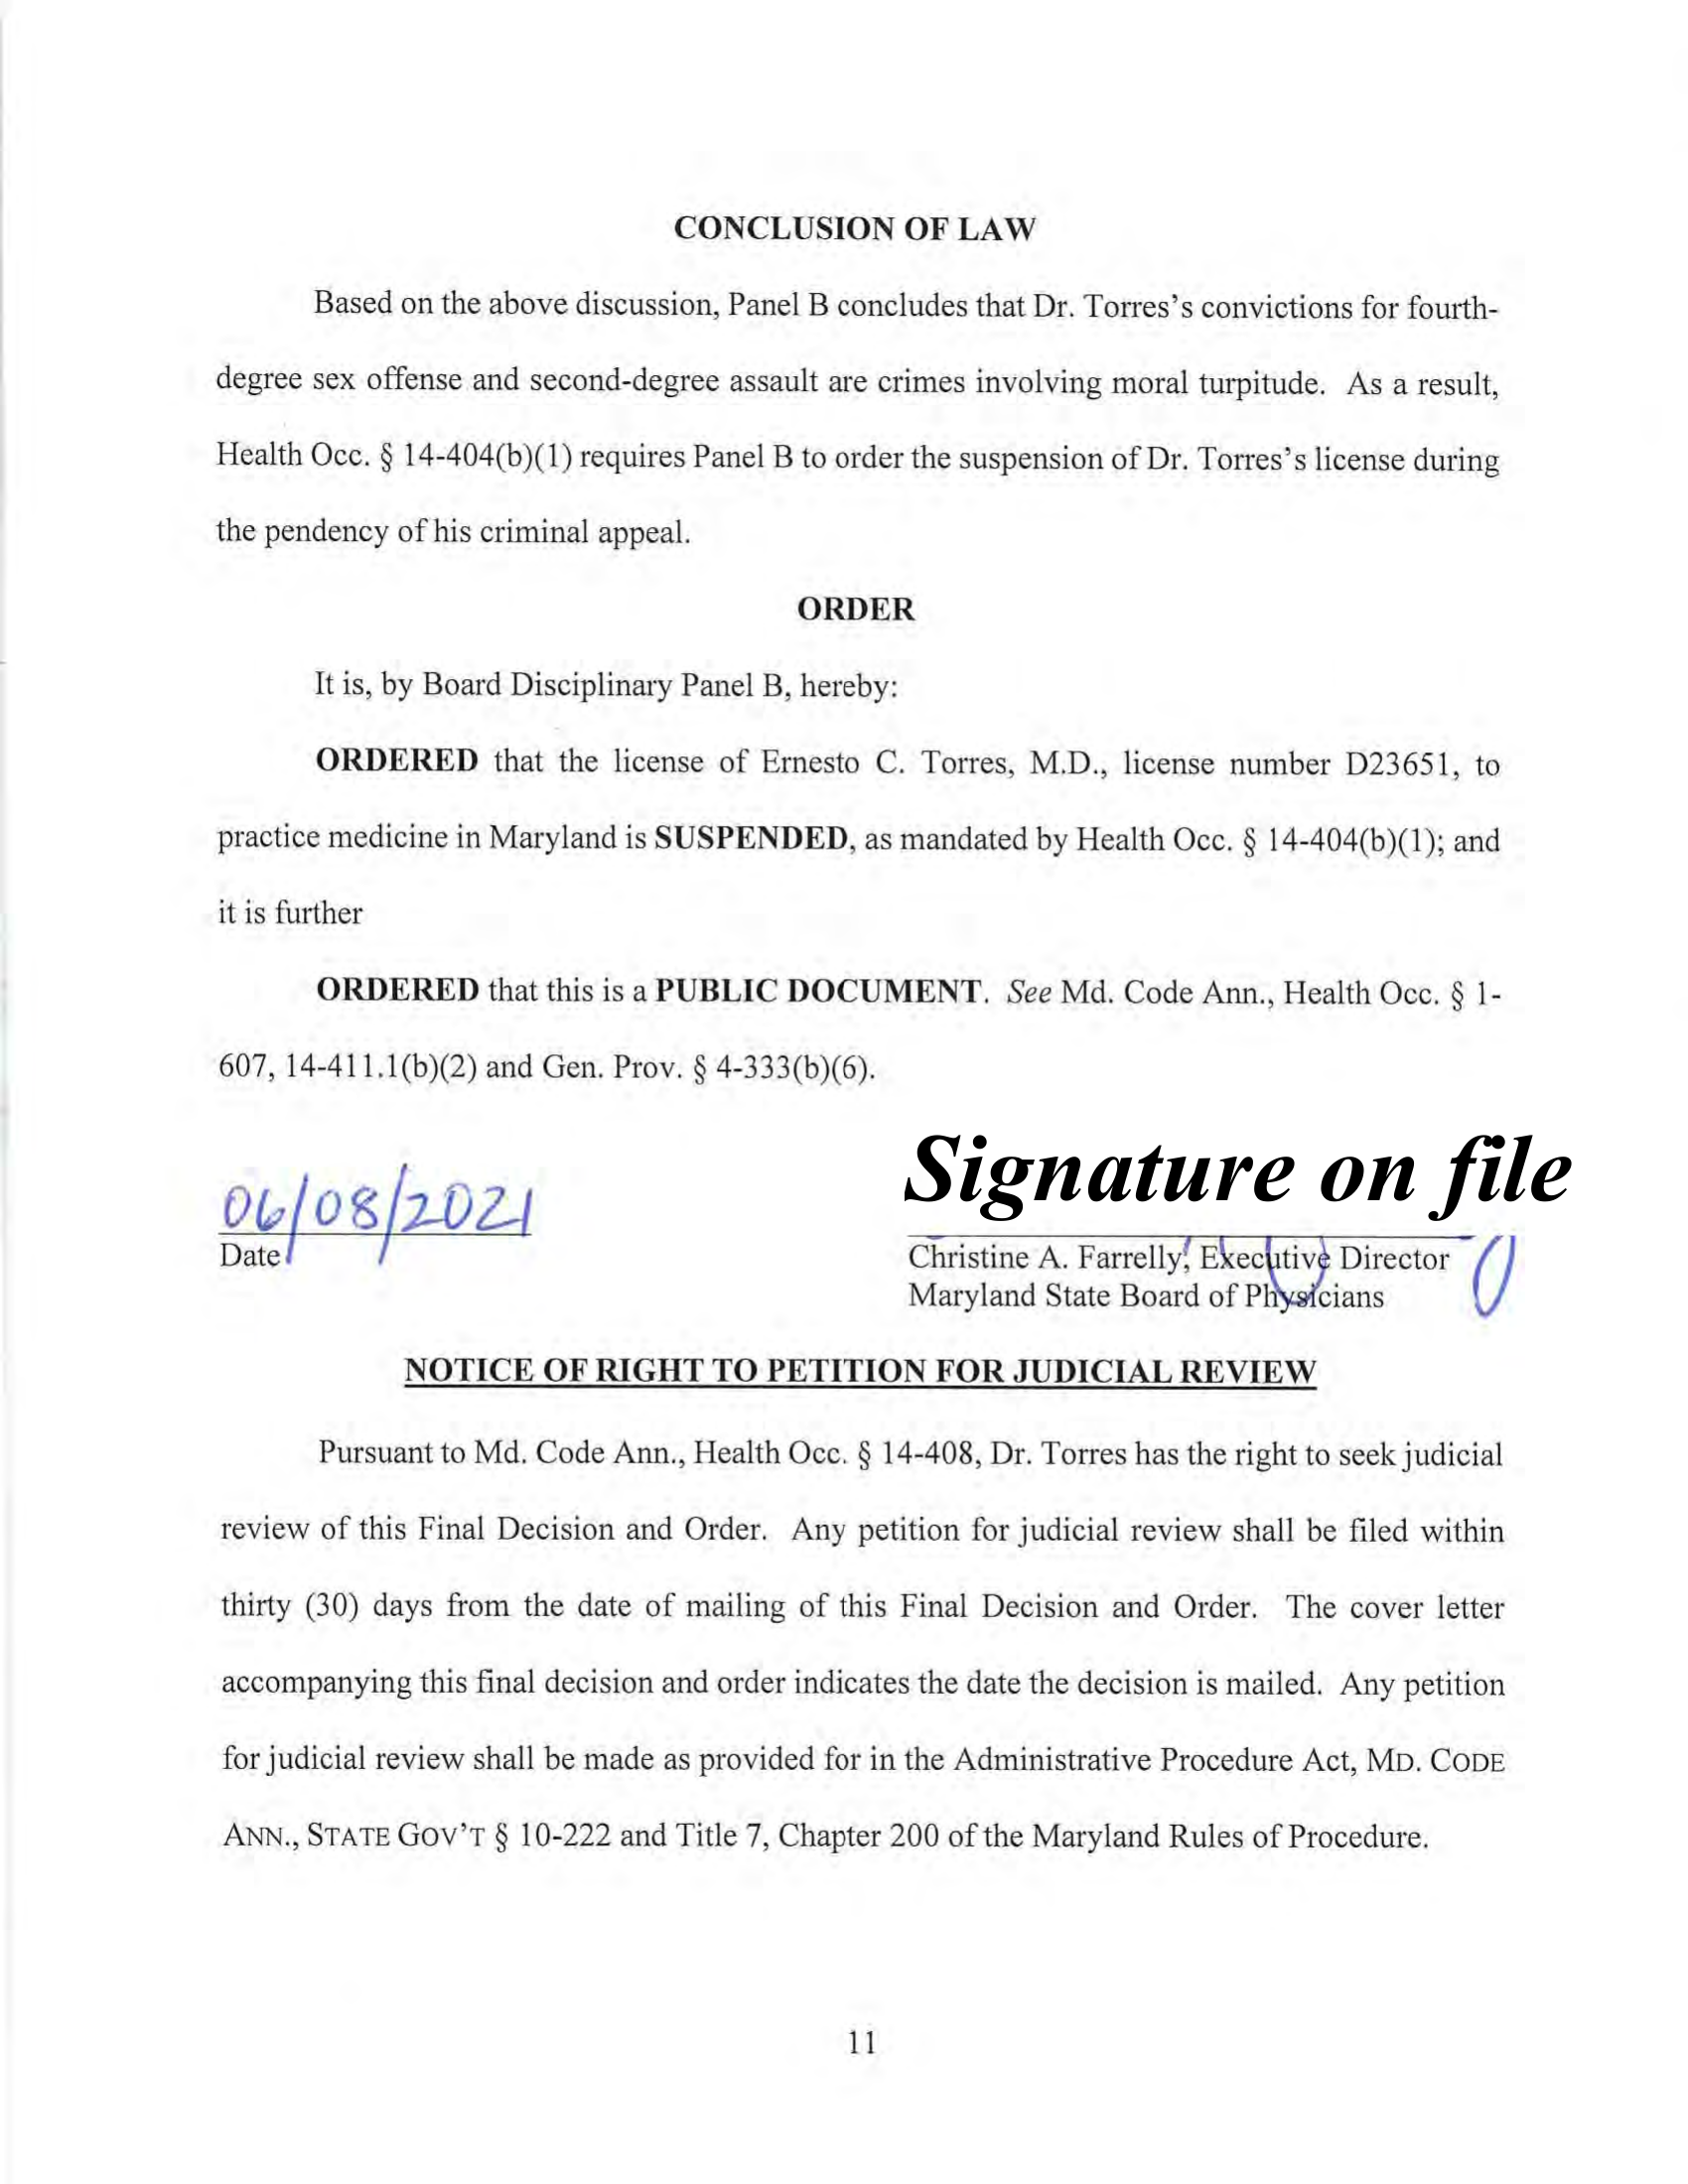 CONCLUSION OF LAW
Based on the above discussion, Panel B concludes that Dr. Torres's convictions for fourth-
degree sex offense and second-degree assault are crimes involving moral turpitude. As a result,
Health Occ. § 14-404(b)(1) requires Panel B to order the suspension of Dr. Torres's license during
the pendency of his criminal appeal.
ORDER
It is, by Board Disciplinary Panel B, hereby:
ORDERED that the license of Ernesto C. Torres, M.D., license number D23651, to
practice medicine in Maryland is SUSPENDED, as mandated by Health Occ. § 14-404(b)(1); and
it is further
ORDERED that this is a PUBLIC DOCUMENT. See Md. Code Ann., Health Occ. § 1-
607, 14-411.1(b)(2) and Gen. Prov. § 4-333(b)(6).
06/08/2021
Date
Signature on file
Christine A. Farrelly, Executive Director
Maryland State Board of Physicians
NOTICE OF RIGHT TO PETITION FOR JUDICIAL REVIEW
Pursuant to Md. Code Ann., Health Occ. § 14-408, Dr. Torres has the right to seek judicial
review of this Final Decision and Order. Any petition for judicial review shall be filed within
thirty (30) days from the date of mailing of this Final Decision and Order. The cover letter
accompanying this final decision and order indicates the date the decision is mailed. Any petition
for judicial review shall be made as provided for in the Administrative Procedure Act, MD. CODE
ANN., STATE GOV'T § 10-222 and Title 7, Chapter 200 of the Maryland Rules of Procedure.
11